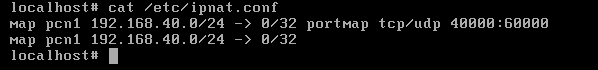 localhost# cat /etc/ipnat.conf
map pcn1 192.168.40.0/24 -> 0/32 portmap tcp/udp 40000:60000
map pcn1 192.168.40.0/24 -> 0/32
localhost#